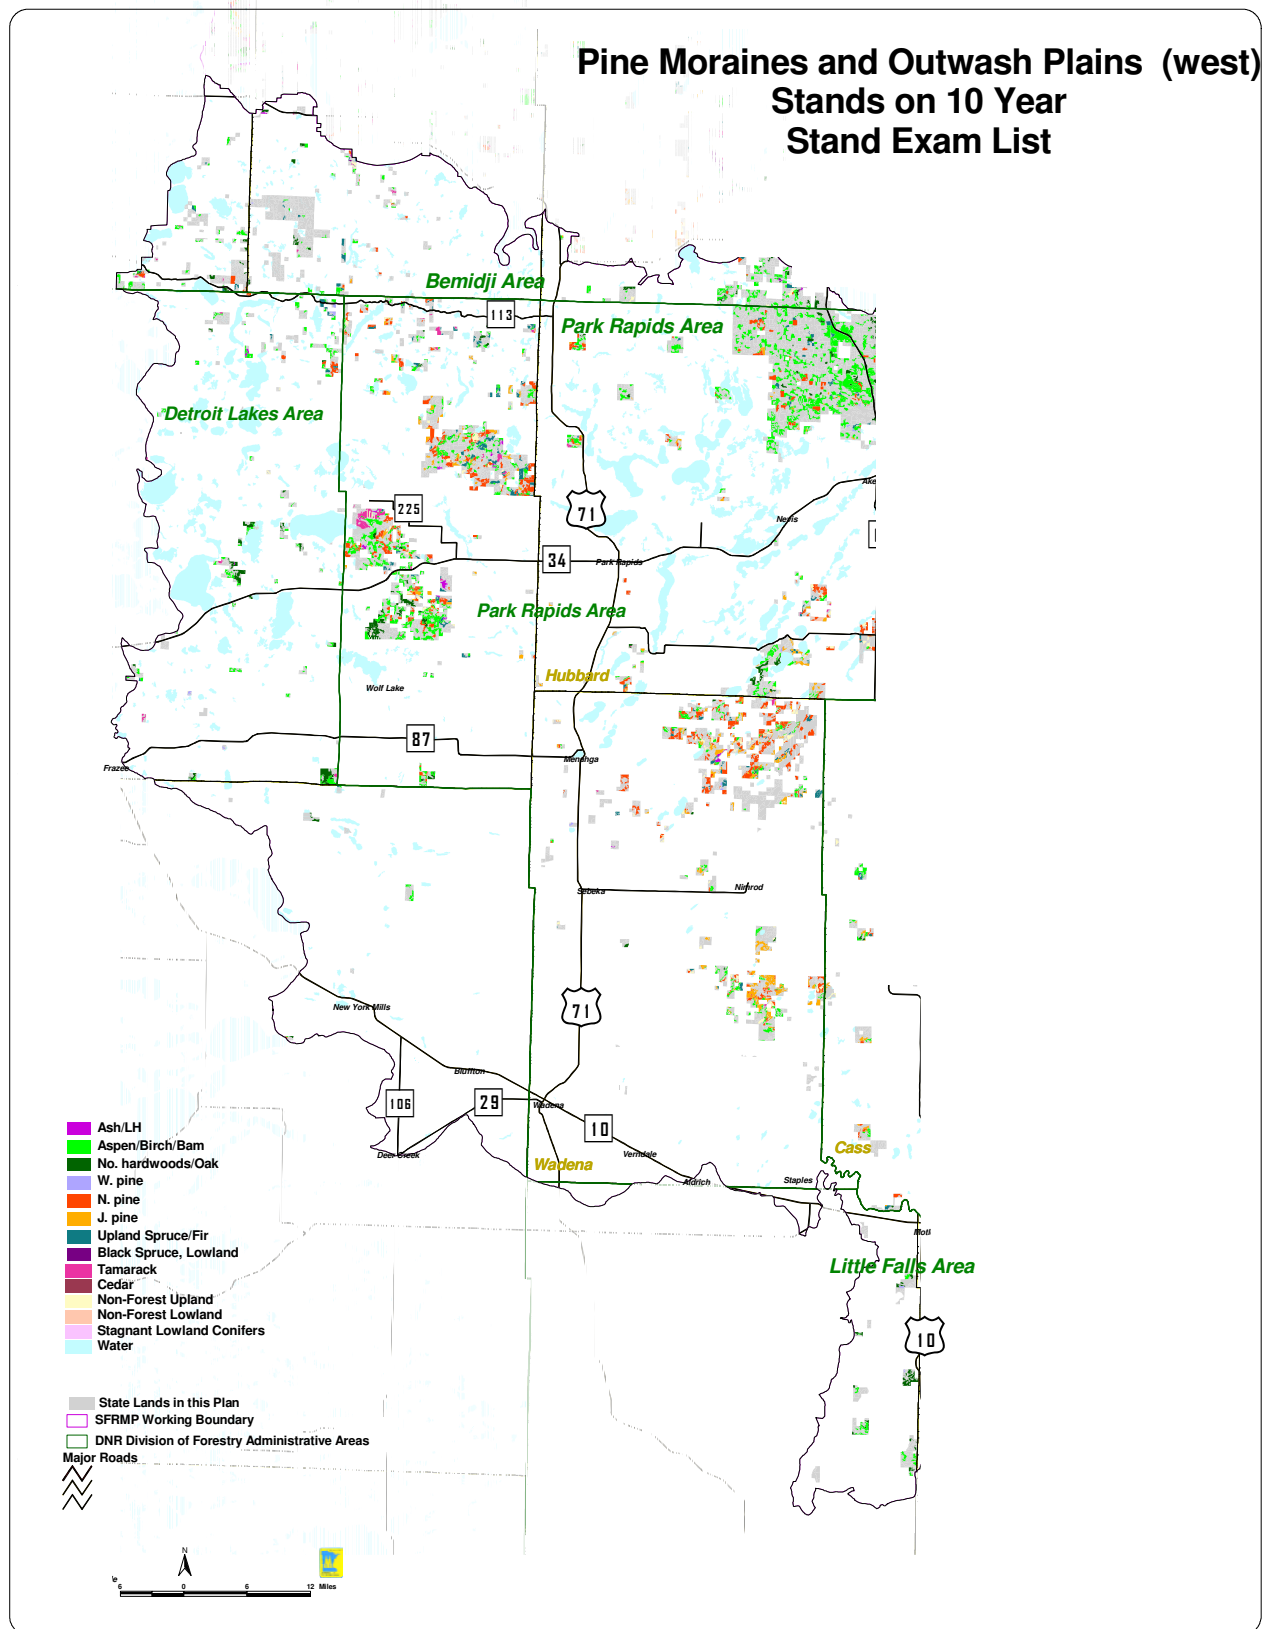 Pine Moraines and Outwash Plains (west)
Stands on 10 Year
Stand Exam List
Bemidji Area
113
Park Rapids Area
Detroit Lakes Area
Ake
225
71
Nevis
34
Park Rapids
Park Rapids Area
Hubbard
Wolf Lake
87
Menahga
Frazee
Sebeka
Nimrod
New York Mills
71
Bluffton
106
29
Wadena
10
Deer Creek
Verndale
Cass
Wadena
Aldrich
Staples
Motl
Little Falls Area
10
Ash/LH
Aspen/Birch/Bam
No. hardwoods/Oak
W. pine
N. pine
J. pine
Upland Spruce/Fir
Black Spruce, Lowland
Tamarack
Cedar
Non-Forest Upland
Non-Forest Lowland
Stagnant Lowland Conifers
Water
State Lands in this Plan
SFRMP Working Boundary
DNR Division of Forestry Administrative Areas
Major Roads
N
6 0 6 12 Miles